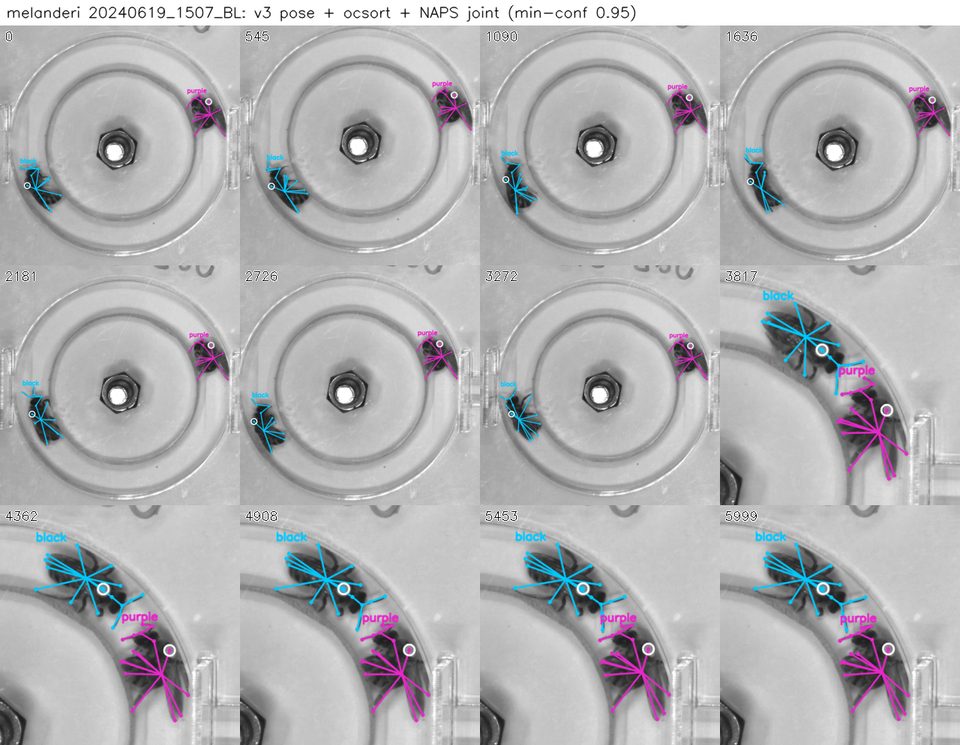 melanderi 20240619_1507_BL: v3 pose + ocsort + NAPS joint (min-conf 0.95)
0 545 1090 1636
purple purple purple purple
black black black black
2181 2726 3272 3817
black
purple purple purple purple
black black black
4362 4908 5453 5999
black black black black
purple purple purple purple